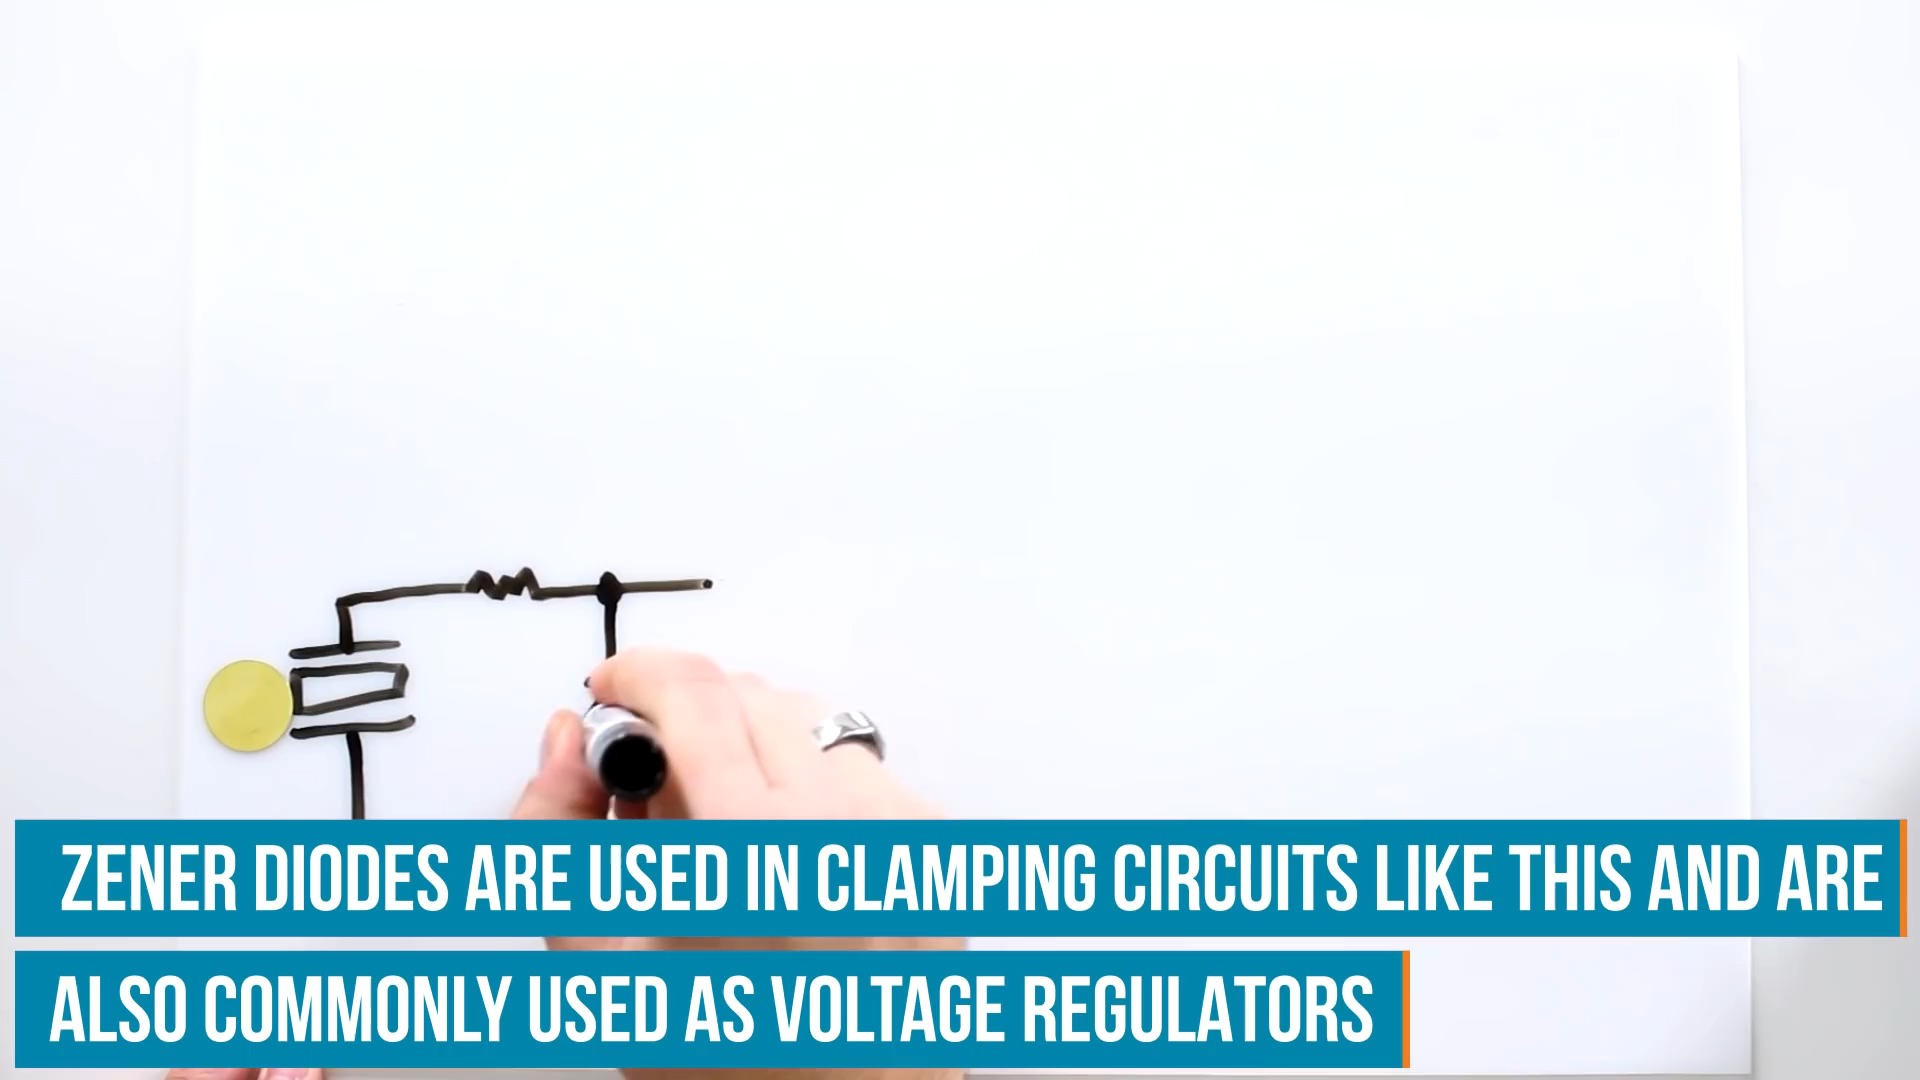 ZENER DIODES ARE USED IN CLAMPING CIRCUITS LIKE THIS AND ARE
ALSO COMMONLY USED AS VOLTAGE REGULATORS